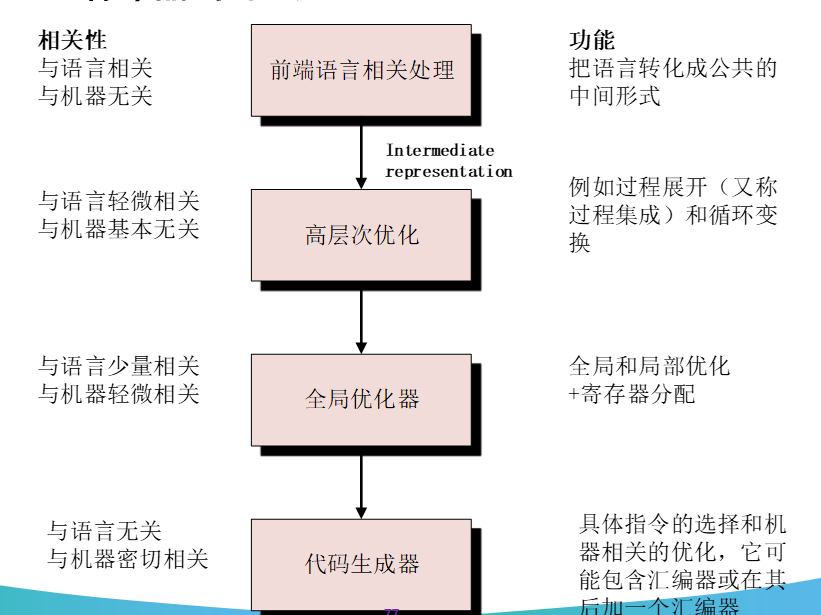 相关性
与语言相关
与机器无关
前端语言相关处理
功能
把语言转化成公共的
中间形式
Intermediate
representation
与语言轻微相关
与机器基本无关
高层次优化
例如过程展开（又称
过程集成）和循环变
换
与语言少量相关
与机器轻微相关
全局优化器
全局和局部优化
+寄存器分配
与语言无关
与机器密切相关
代码生成器
具体指令的选择和机
器相关的优化，它可
能包含汇编器或在其
后加一个汇编器
77